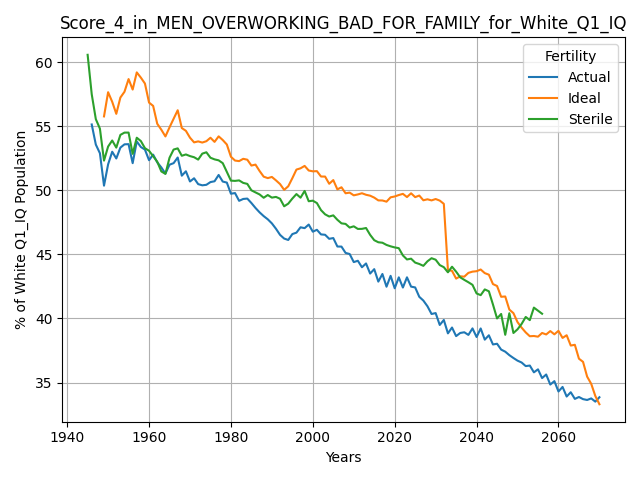 Score_4_in_MEN_OVERWORKING_BAD_FOR_FAMILY_for_White_Q1_IQ
% of White Q1_IQ Population
60
55
50
45
40
35
Fertility
Actual
Ideal
Sterile
1940 1960 1980 2000 2020 2040 2060
Years